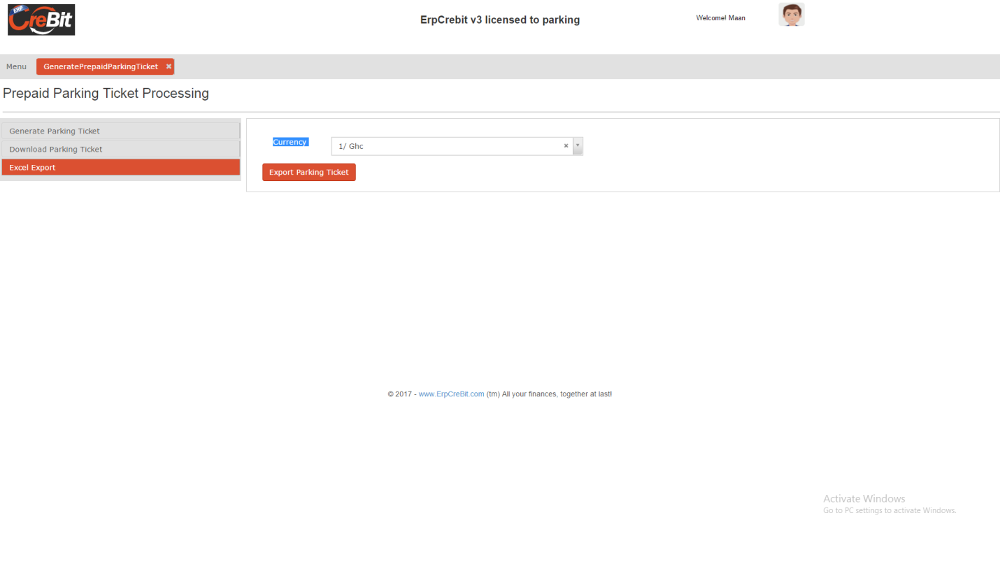 ERP
CreBit
ErpCrebit v3 licensed to parking
Welcome! Maan
Menu
GeneratePrepaidParkingTicket ×
Prepaid Parking Ticket Processing
Generate Parking Ticket
Download Parking Ticket
Excel Export
Currency
1/ Ghc ×
Export Parking Ticket
© 2017 - www.ErpCreBit.com (tm) All your finances, together at last!
Activate Windows
Go to PC settings to activate Windows.